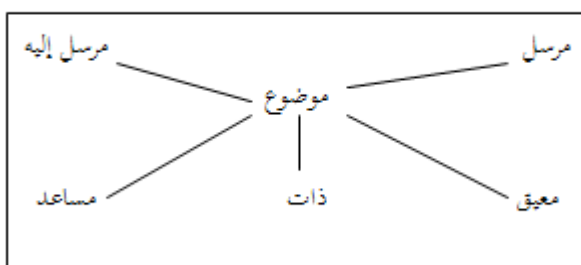 مرسل مرسل إليه
موضوع
معيق ذات مساعد